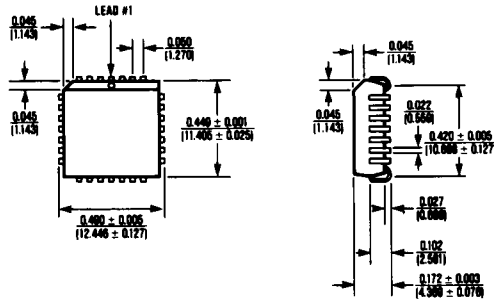 LEAD #1
0.045
(1.143)
0.050
(1.270)
0.045
(1.143)
0.449 ± 0.001
(11.405 ± 0.025)
0.490 ± 0.005
(12.446 ± 0.127)
0.045
(1.143)
0.045
(1.143)
0.022
(0.559)
0.420 ± 0.005
(10.668 ± 0.127
0.027
(0.686)
0.102
(2.591)
0.172 ± 0.003
(4.369 ± 0.076)